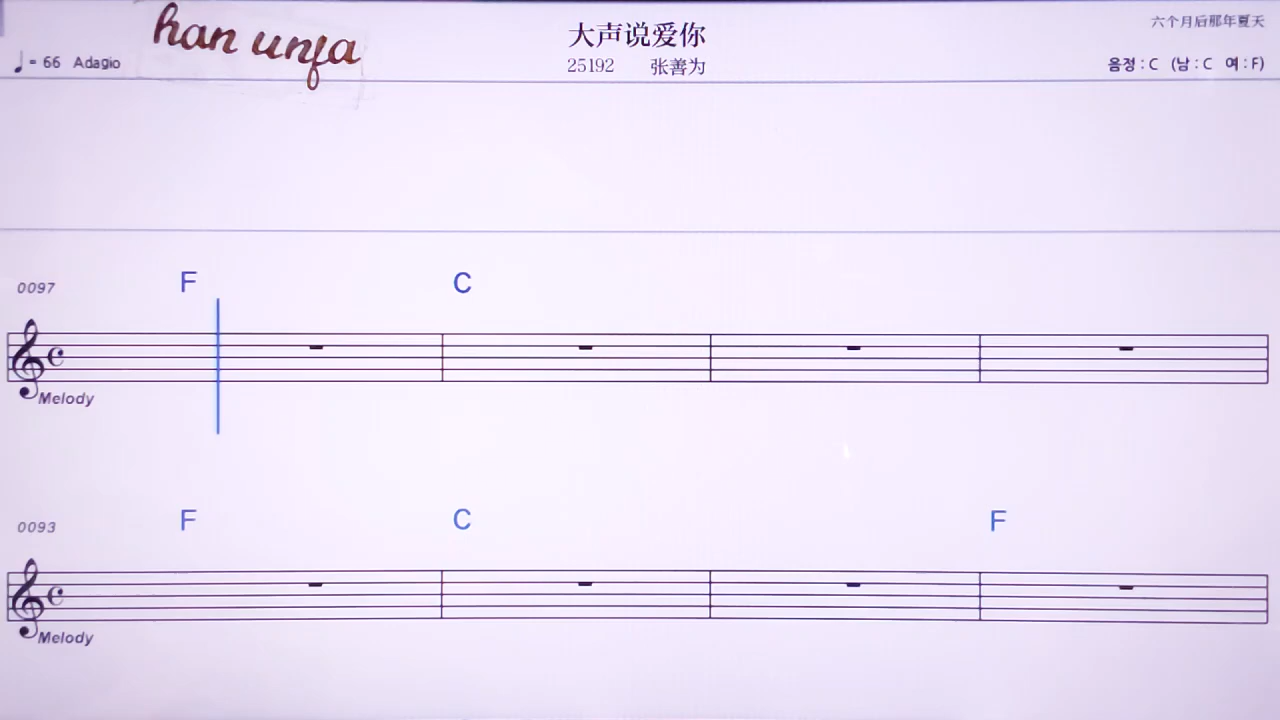 han unfa
大声说爱你
六个月后那年夏天
♩= 66 Adagio
25192 张善为
음정 : C (남 : C 여 : F)
F C
0097
Melody
F C F
0093
Melody